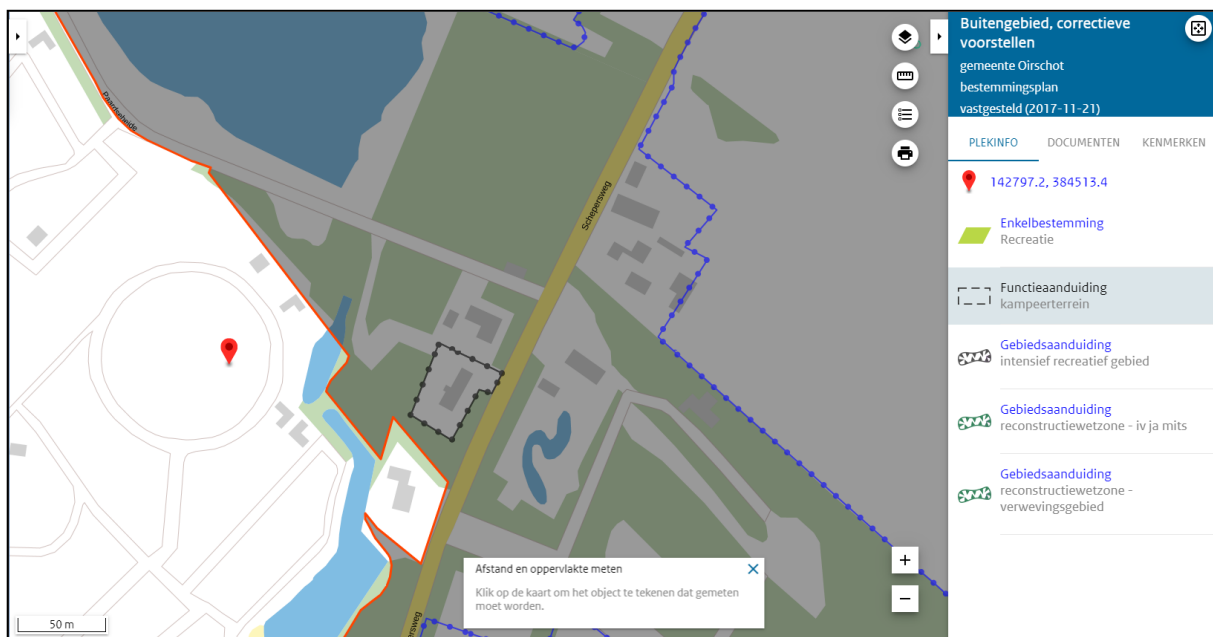 Paardseheide
Schepersweg
persweg
50 m
Afstand en oppervlakte meten
Klik op de kaart om het object te tekenen dat gemeten
moet worden.
Buitengebied, correctieve
voorstellen
gemeente Oirschot
bestemmingsplan
vastgesteld (2017-11-21)
PLEKINFO DOCUMENTEN KENMERKEN
142797.2, 384513.4
Enkelbestemming
Recreatie
Functieaanduiding
kampeerterrein
Gebiedsaanduiding
intensief recreatief gebied
Gebiedsaanduiding
reconstructiewetzone - iv ja mits
Gebiedsaanduiding
reconstructiewetzone -
verwevingsgebied